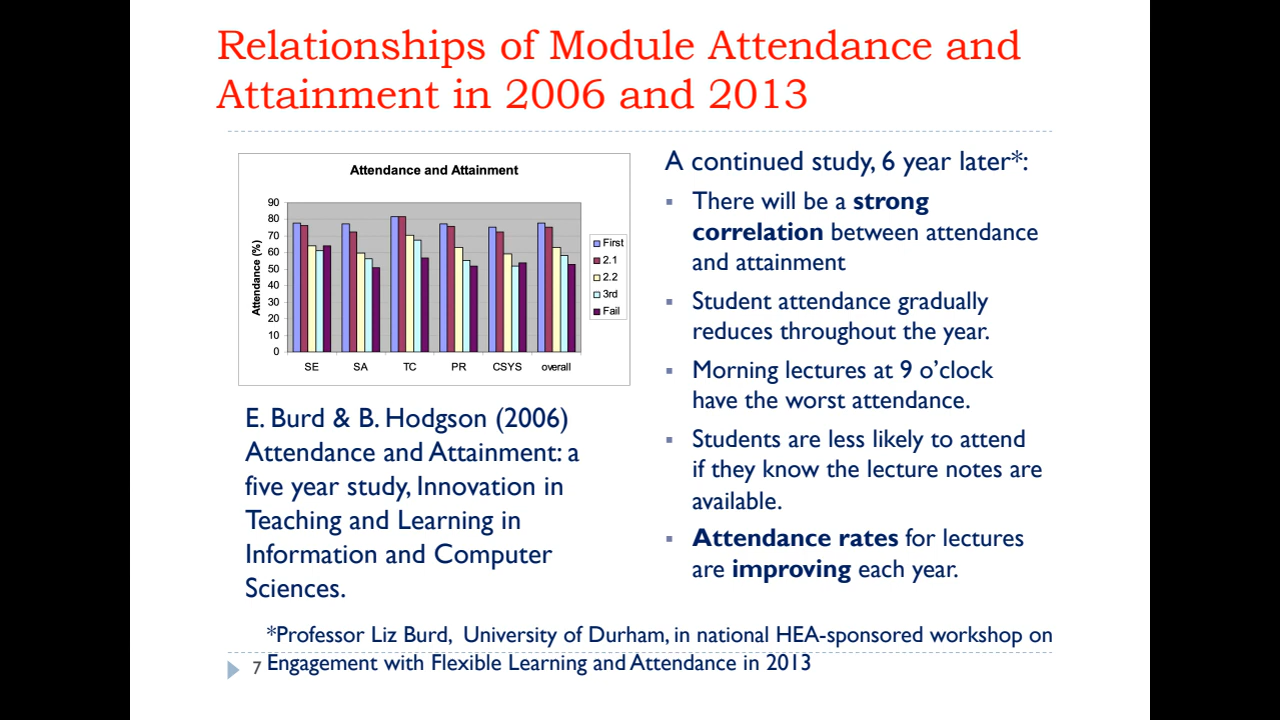 Relationships of Module Attendance and
Attainment in 2006 and 2013
Attendance and Attainment
90
80
70
60
50
40
30
20
10
0
Attendance (%)
SE SA TC PR CSYS overall
First
2.1
2.2
3rd
Fail
E. Burd & B. Hodgson (2006)
Attendance and Attainment: a
five year study, Innovation in
Teaching and Learning in
Information and Computer
Sciences.
A continued study, 6 year later*:
▪ There will be a strong
correlation between attendance
and attainment
▪ Student attendance gradually
reduces throughout the year.
▪ Morning lectures at 9 o’clock
have the worst attendance.
▪ Students are less likely to attend
if they know the lecture notes are
available.
▪ Attendance rates for lectures
are improving each year.
*Professor Liz Burd, University of Durham, in national HEA-sponsored workshop on
Engagement with Flexible Learning and Attendance in 2013
7